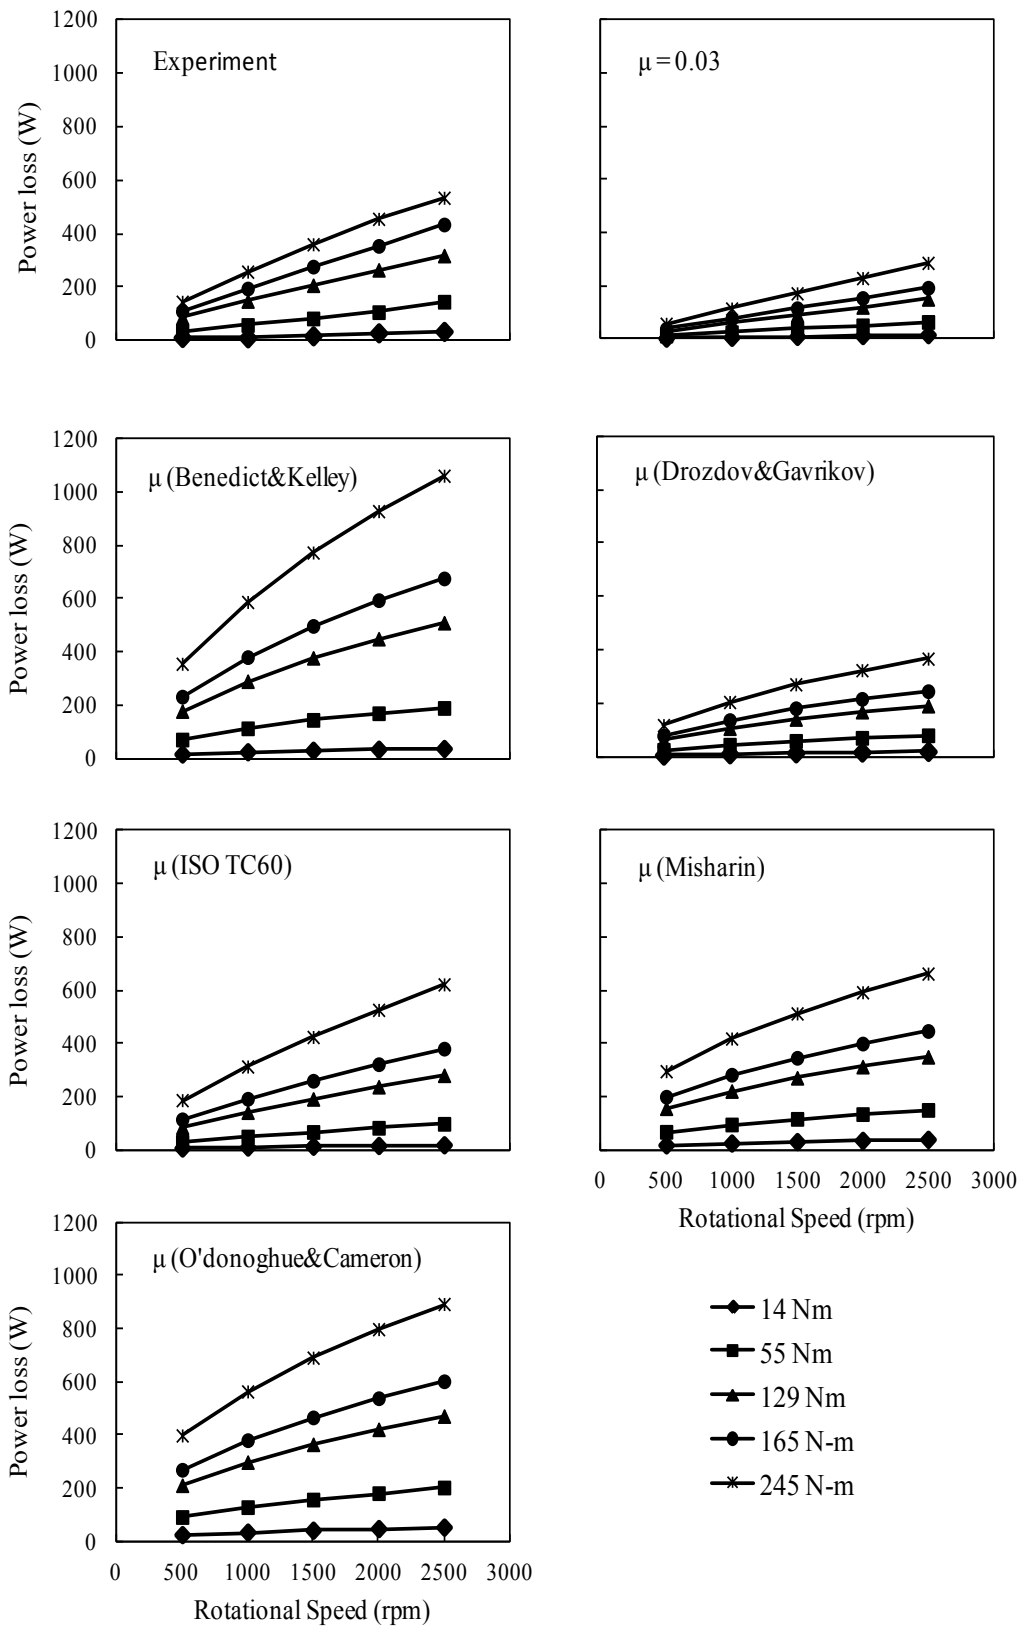 1200
1000
800
600
400
200
0
Power loss (W)
Experiment
μ = 0.03
1200
1000
800
600
400
200
0
Power loss (W)
μ (Benedict&Kelley)
μ (Drozdov&Gavrikov)
1200
1000
800
600
400
200
0
Power loss (W)
μ (ISO TC60)
μ (Misharin)
0 500 1000 1500 2000 2500 3000
Rotational Speed (rpm)
1200
1000
800
600
400
200
0
Power loss (W)
μ (O'donoghue&Cameron)
0 500 1000 1500 2000 2500 3000
Rotational Speed (rpm)
14 Nm
55 Nm
129 Nm
165 N-m
245 N-m